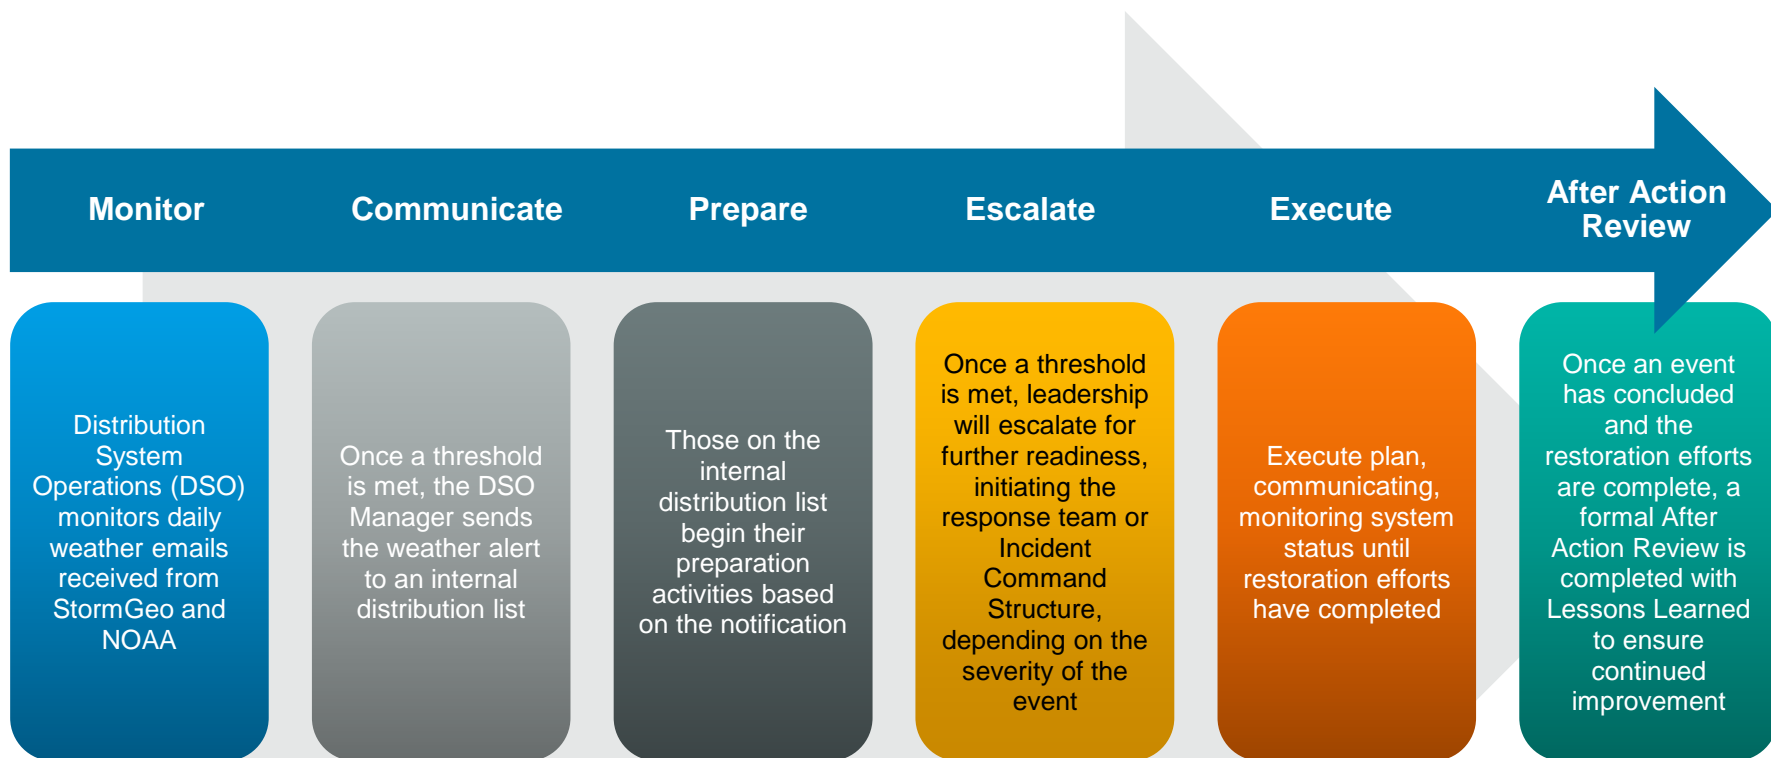 Monitor
Communicate
Prepare
Escalate
Execute
After Action
Review
Distribution
System
Operations (DSO)
monitors daily
weather emails
received from
StormGeo and
NOAA
Once a threshold
is met, the DSO
Manager sends
the weather alert
to an internal
distribution list
Those on the
internal
distribution list
begin their
preparation
activities based
on the notification
Once a threshold
is met, leadership
will escalate for
further readiness,
initiating the
response team or
Incident
Command
Structure,
depending on the
severity of the
event
Execute plan,
communicating,
monitoring system
status until
restoration efforts
have completed
Once an event
has concluded
and the
restoration efforts
are complete, a
formal After
Action Review is
completed with
Lessons Learned
to ensure
continued
improvement